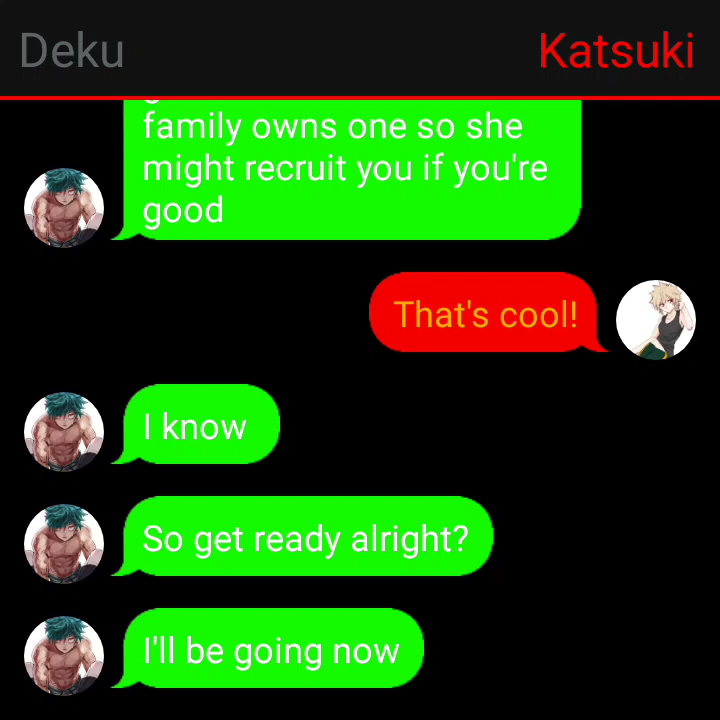 Deku
Katsuki
family owns one so she
might recruit you if you're
good
That's cool!
I know
So get ready alright?
I'll be going now